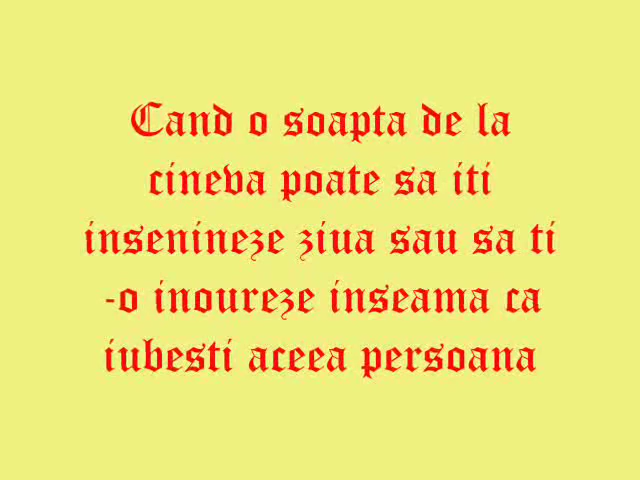 Cand o soapta de la
cineva poate sa iti
insenineze ziua sau sa ti
-o inoureze inseama ca
iubesti aceea persoana